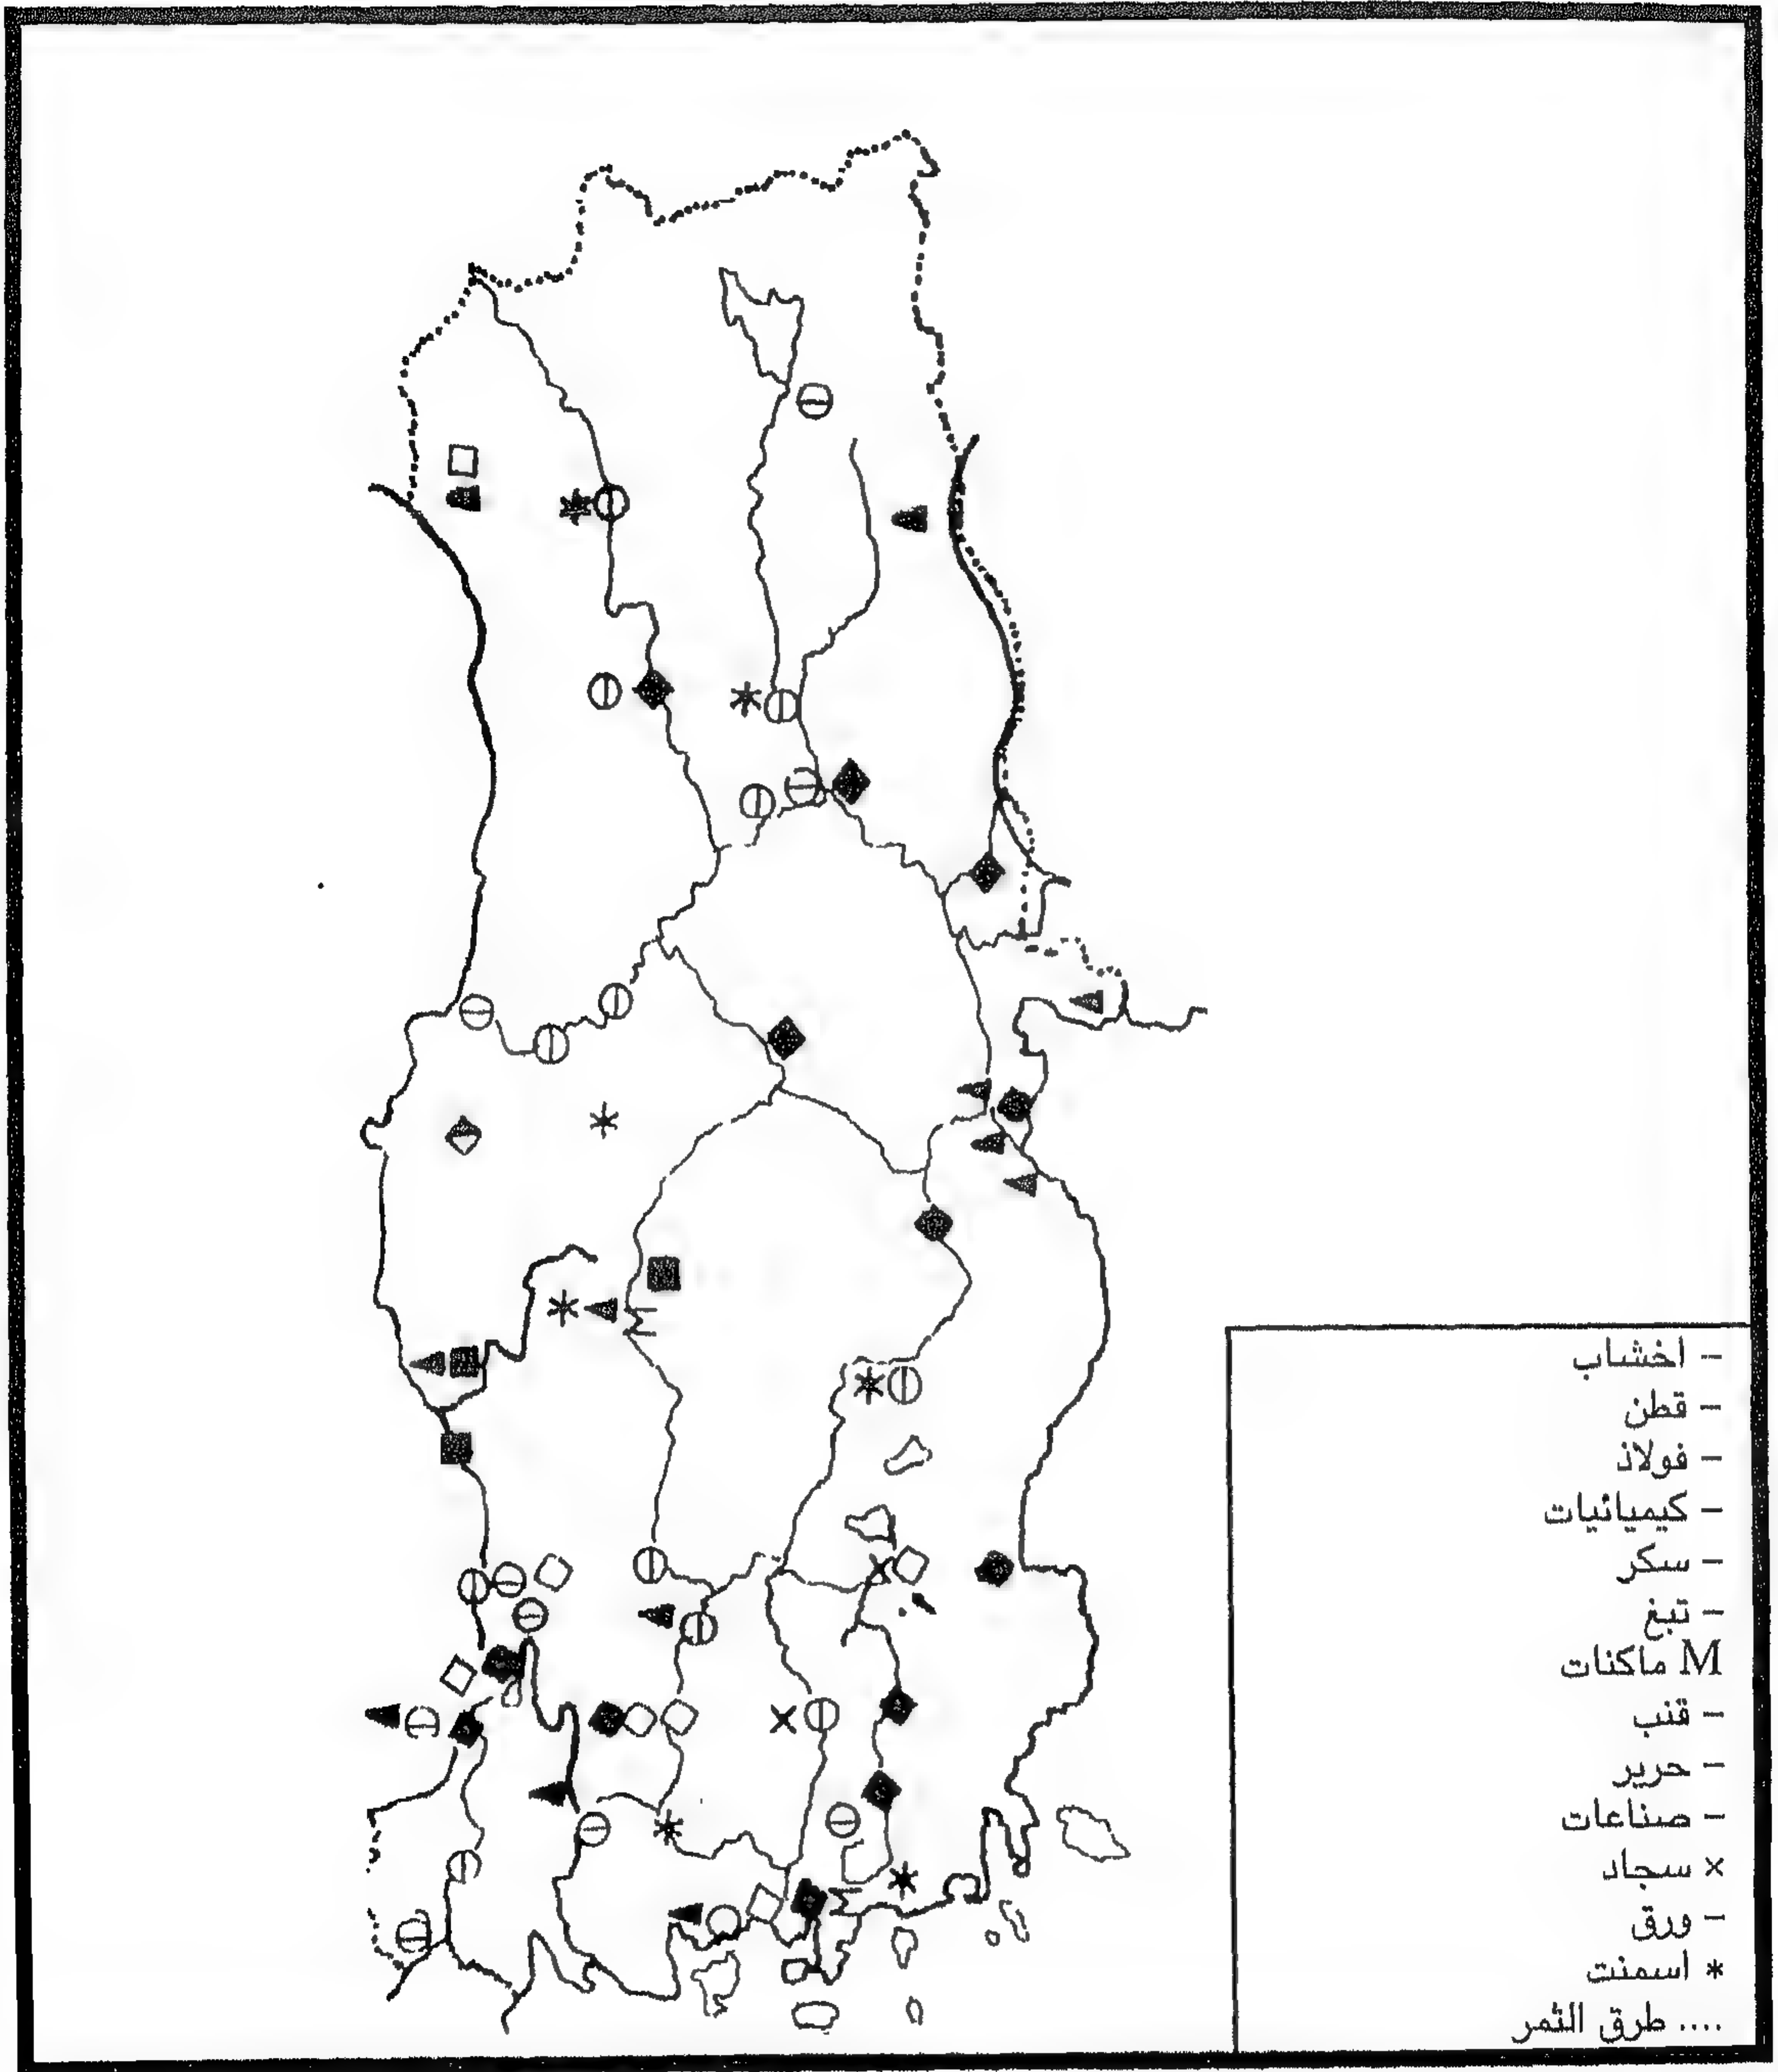 – اخشاب
– قطن
– فولاذ
– كيميائيات
– سكر
– تبغ
M ماكنات
– قنب
– حرير
– صناعات
× سجاد
– ورق
* اسمنت
.... طرق الثمر